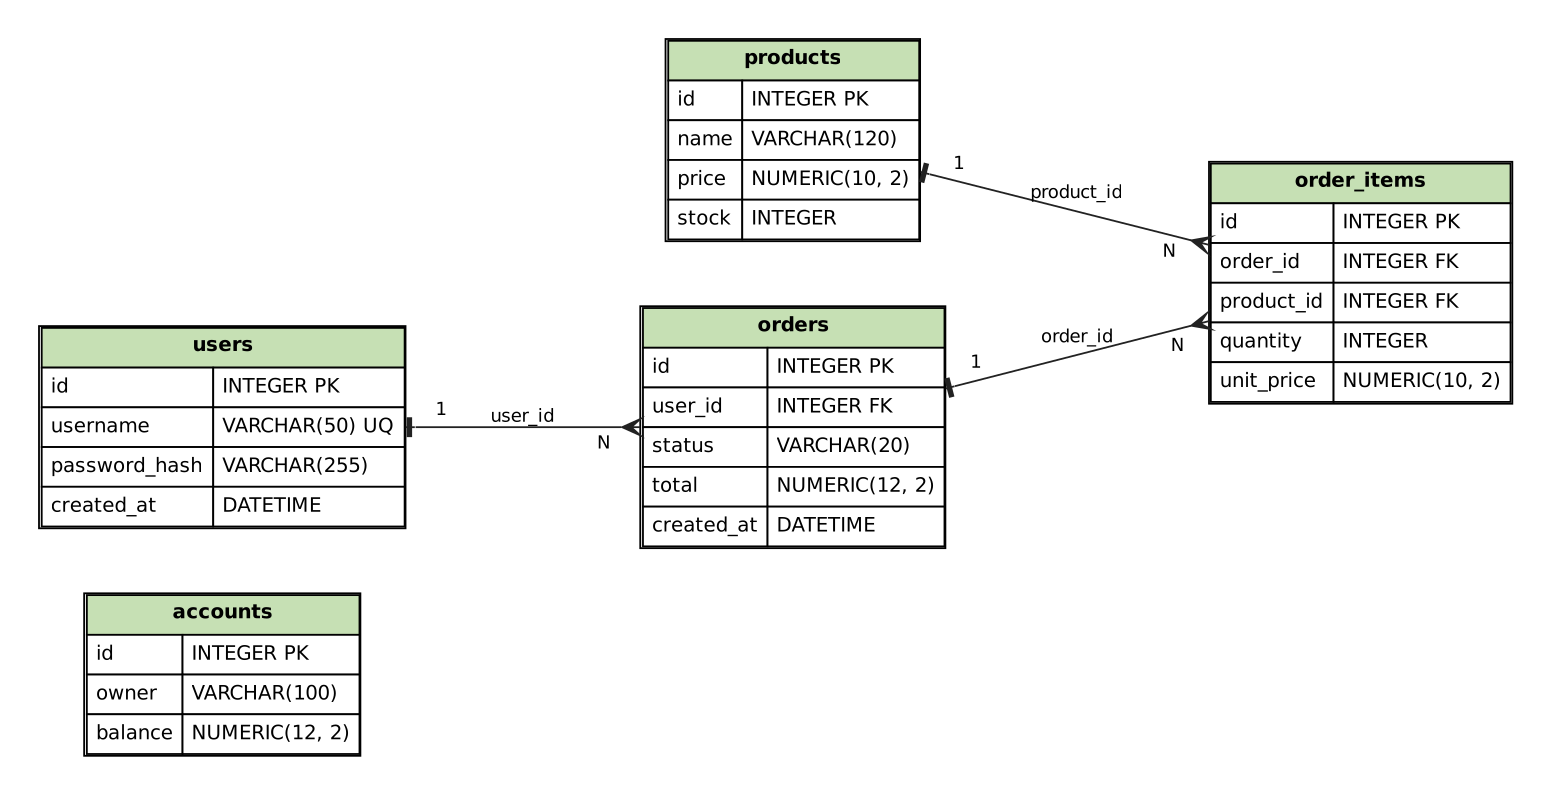 products
id INTEGER PK
name VARCHAR(120)
price NUMERIC(10, 2)
stock INTEGER
1
product_id
N
order_items
id INTEGER PK
order_id INTEGER FK
product_id INTEGER FK
quantity INTEGER
unit_price NUMERIC(10, 2)
users
id INTEGER PK
username VARCHAR(50) UQ
password_hash VARCHAR(255)
created_at DATETIME
1
user_id
N
orders
id INTEGER PK
user_id INTEGER FK
status VARCHAR(20)
total NUMERIC(12, 2)
created_at DATETIME
1
order_id
N
accounts
id INTEGER PK
owner VARCHAR(100)
balance NUMERIC(12, 2)